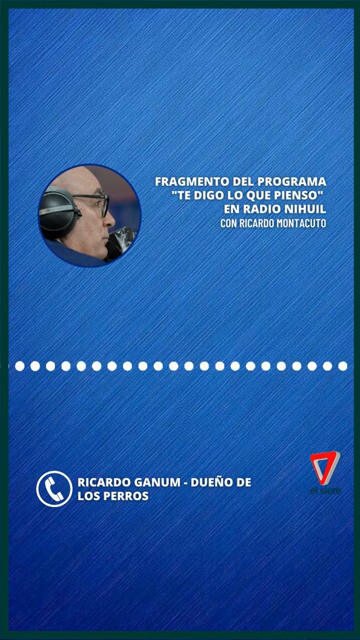 FRAGMENTO DEL PROGRAMA
"TE DIGO LO QUE PIENSO"
EN RADIO NIHUIL
CON RICARDO MONTACUTO
RICARDO GANUM - DUEÑO DE
LOS PERROS